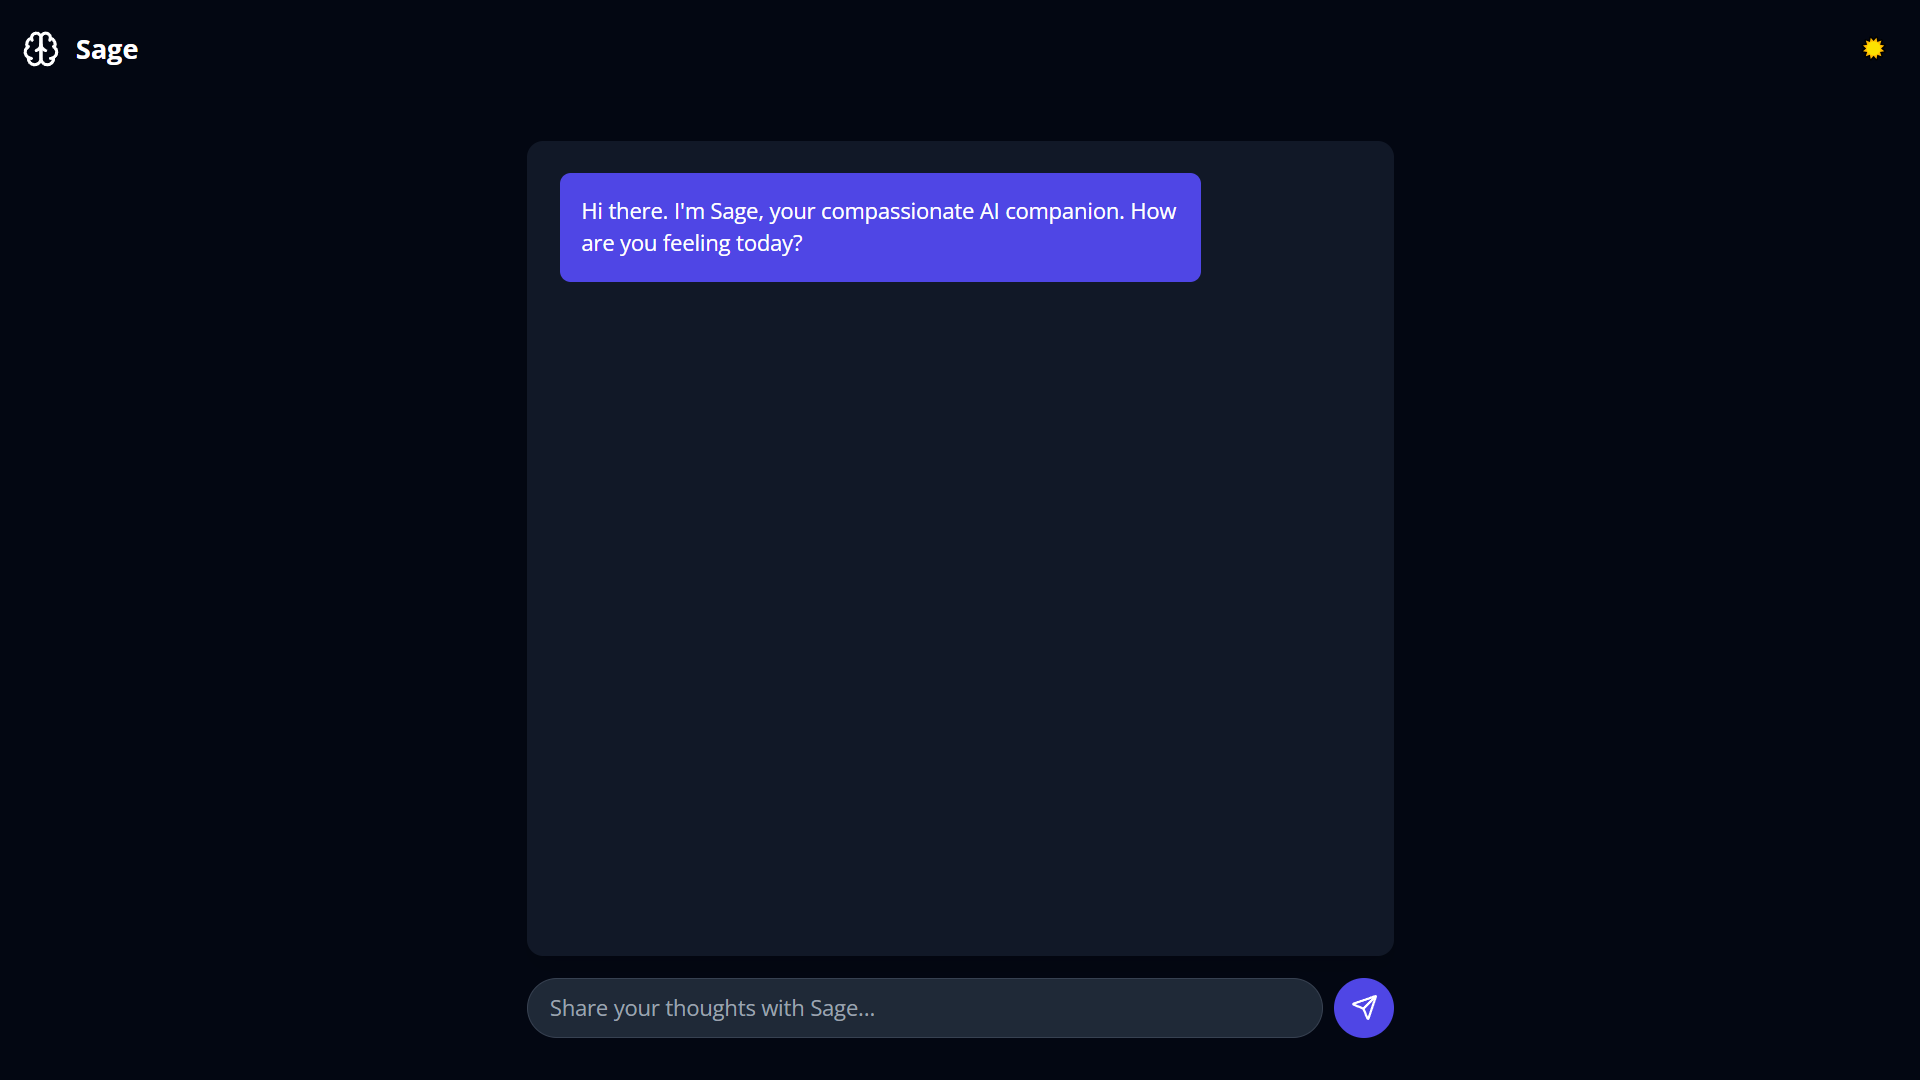 Sage
Hi there. I'm Sage, your compassionate AI companion. How
are you feeling today?
Share your thoughts with Sage...